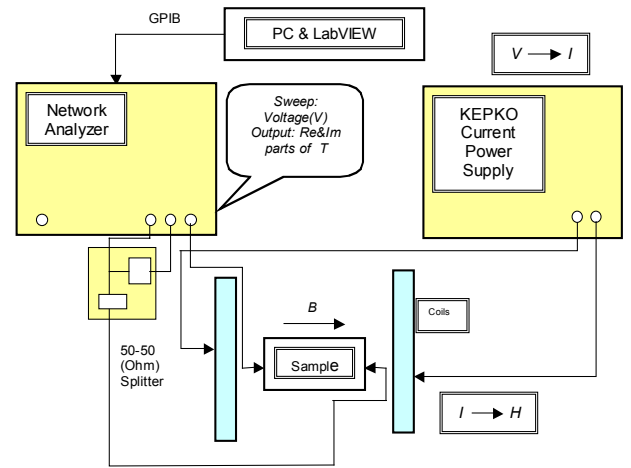 GPIB
PC & LabVIEW
V → I
Network
Analyzer
Sweep:
Voltage(V)
Output: Re&Im
parts of T
KEPKO
Current
Power
Supply
B
Coils
50-50
(Ohm)
Splitter
Sample
I → H